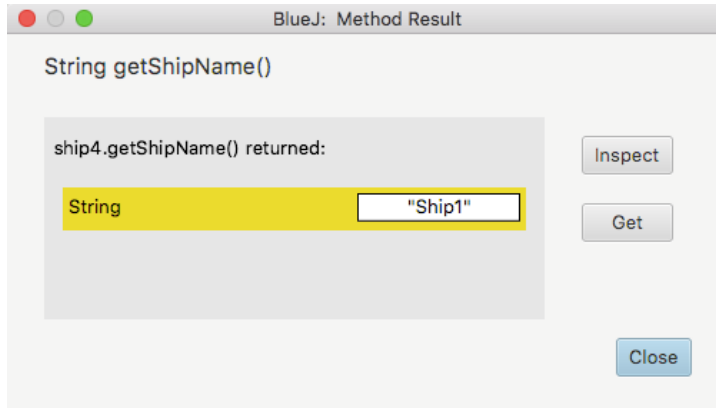 BlueJ: Method Result
String getShipName()
ship4.getShipName() returned:
Inspect
String "Ship1"
Get
Close